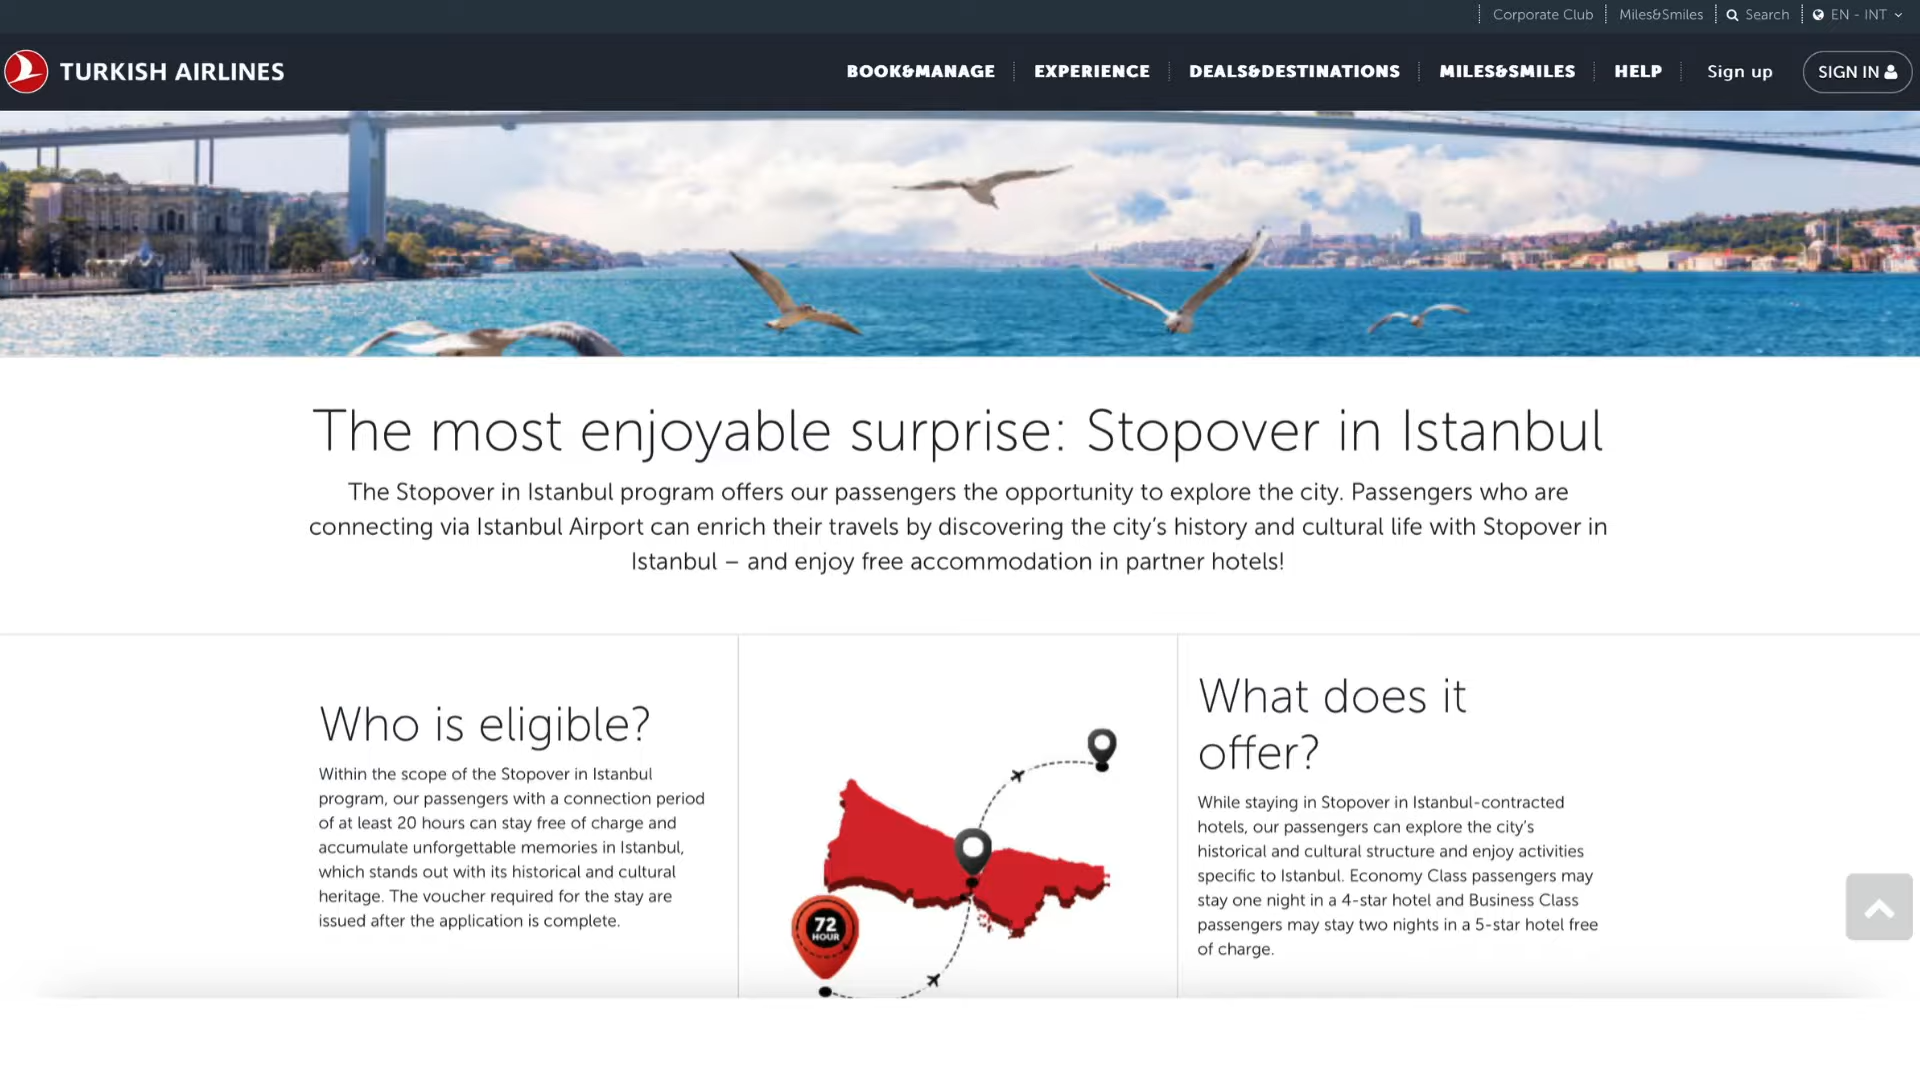 Corporate Club
Miles&Smiles
Search
EN - INT
TURKISH AIRLINES
BOOK&MANAGE
EXPERIENCE
DEALS&DESTINATIONS
MILES&SMILES
HELP
Sign up
SIGN IN
The most enjoyable surprise: Stopover in Istanbul
The Stopover in Istanbul program offers our passengers the opportunity to explore the city. Passengers who are
connecting via Istanbul Airport can enrich their travels by discovering the city’s history and cultural life with Stopover in
Istanbul – and enjoy free accommodation in partner hotels!
Who is eligible?
Within the scope of the Stopover in Istanbul
program, our passengers with a connection period
of at least 20 hours can stay free of charge and
accumulate unforgettable memories in Istanbul,
which stands out with its historical and cultural
heritage. The voucher required for the stay are
issued after the application is complete.
72
HOUR
What does it
offer?
While staying in Stopover in Istanbul-contracted
hotels, our passengers can explore the city’s
historical and cultural structure and enjoy activities
specific to Istanbul. Economy Class passengers may
stay one night in a 4-star hotel and Business Class
passengers may stay two nights in a 5-star hotel free
of charge.